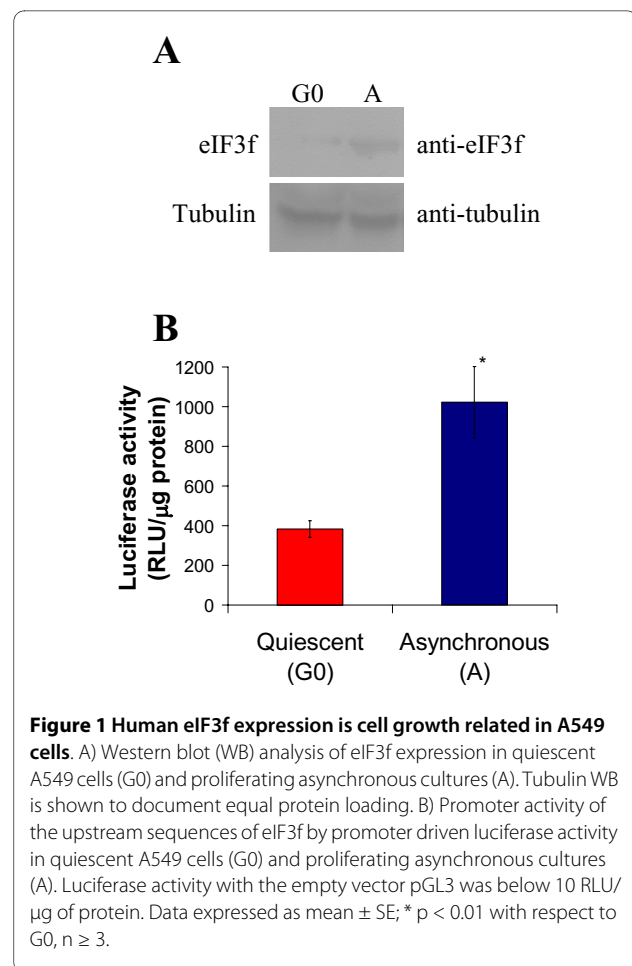 A
G0 A
eIF3f anti-eIF3f
Tubulin anti-tubulin
B
Luciferase activity
(RLU/μg protein)
1200
1000
800
600
400
200
0
*
Quiescent
(G0)
Asynchronous
(A)
Figure 1 Human eIF3f expression is cell growth related in A549
cells. A) Western blot (WB) analysis of eIF3f expression in quiescent
A549 cells (G0) and proliferating asynchronous cultures (A). Tubulin WB
is shown to document equal protein loading. B) Promoter activity of
the upstream sequences of eIF3f by promoter driven luciferase activity
in quiescent A549 cells (G0) and proliferating asynchronous cultures
(A). Luciferase activity with the empty vector pGL3 was below 10 RLU/
μg of protein. Data expressed as mean ± SE; * p < 0.01 with respect to
G0, n ≥ 3.